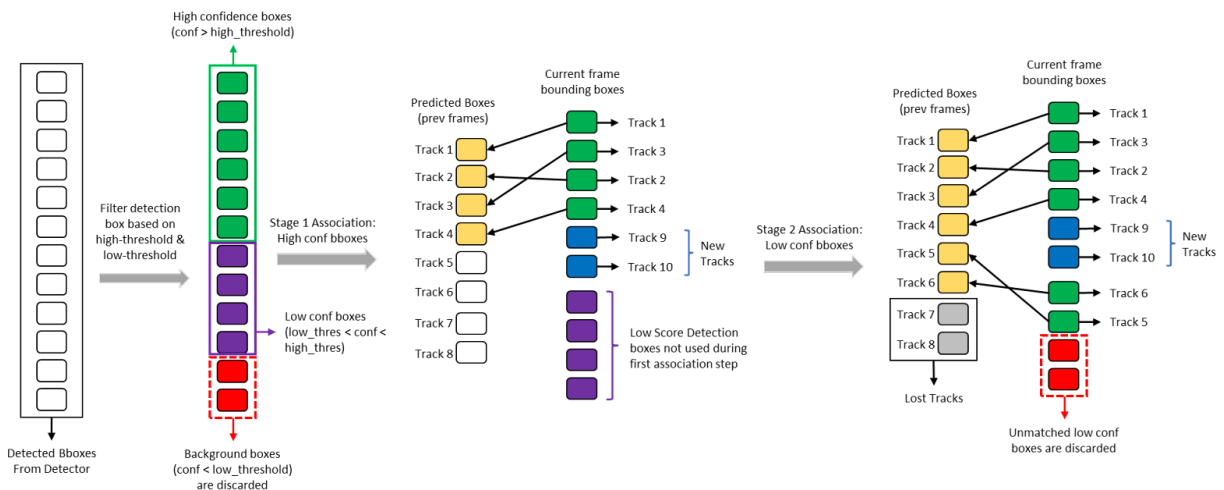 High confidence boxes
(conf > high_threshold)
Filter detection
box based on
high-threshold &
low-threshold
Detected Bboxes
From Detector
Low conf boxes
(low_thres < conf <
high_thres)
Background boxes
(conf < low_threshold)
are discarded
Stage 1 Association:
High conf bboxes
Predicted Boxes
(prev frames)
Track 1
Track 2
Track 3
Track 4
Track 5
Track 6
Track 7
Track 8
Current frame
bounding boxes
Track 1
Track 3
Track 2
Track 4
Track 9
Track 10
New
Tracks
Low Score Detection
boxes not used during
first association step
Stage 2 Association:
Low conf bboxes
Predicted Boxes
(prev frames)
Track 1
Track 2
Track 3
Track 4
Track 5
Track 6
Track 7
Track 8
Lost Tracks
Current frame
bounding boxes
Track 1
Track 3
Track 2
Track 4
Track 9
Track 10
New
Tracks
Track 6
Track 5
Unmatched low conf
boxes are discarded